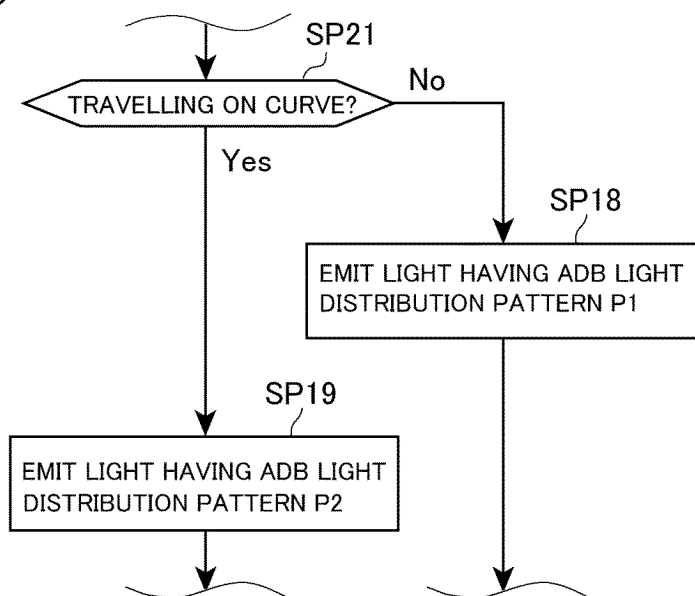 SP21
TRAVELLING ON CURVE?
No
Yes
SP18
EMIT LIGHT HAVING ADB LIGHT
DISTRIBUTION PATTERN P1
SP19
EMIT LIGHT HAVING ADB LIGHT
DISTRIBUTION PATTERN P2